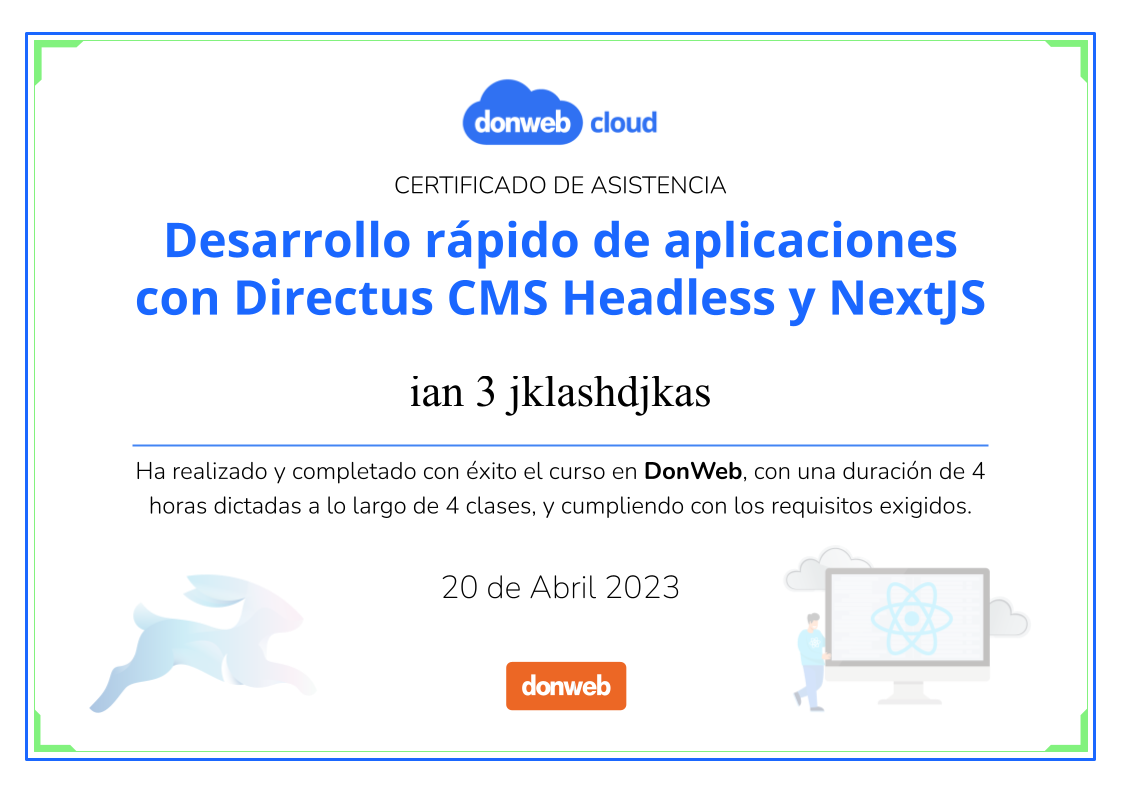 donweb cloud
CERTIFICADO DE ASISTENCIA
Desarrollo rápido de aplicaciones
con Directus CMS Headless y NextJS
ian 3 jklashdjkas
Ha realizado y completado con éxito el curso en DonWeb, con una duración de 4
horas dictadas a lo largo de 4 clases, y cumpliendo con los requisitos exigidos.
20 de Abril 2023
donweb